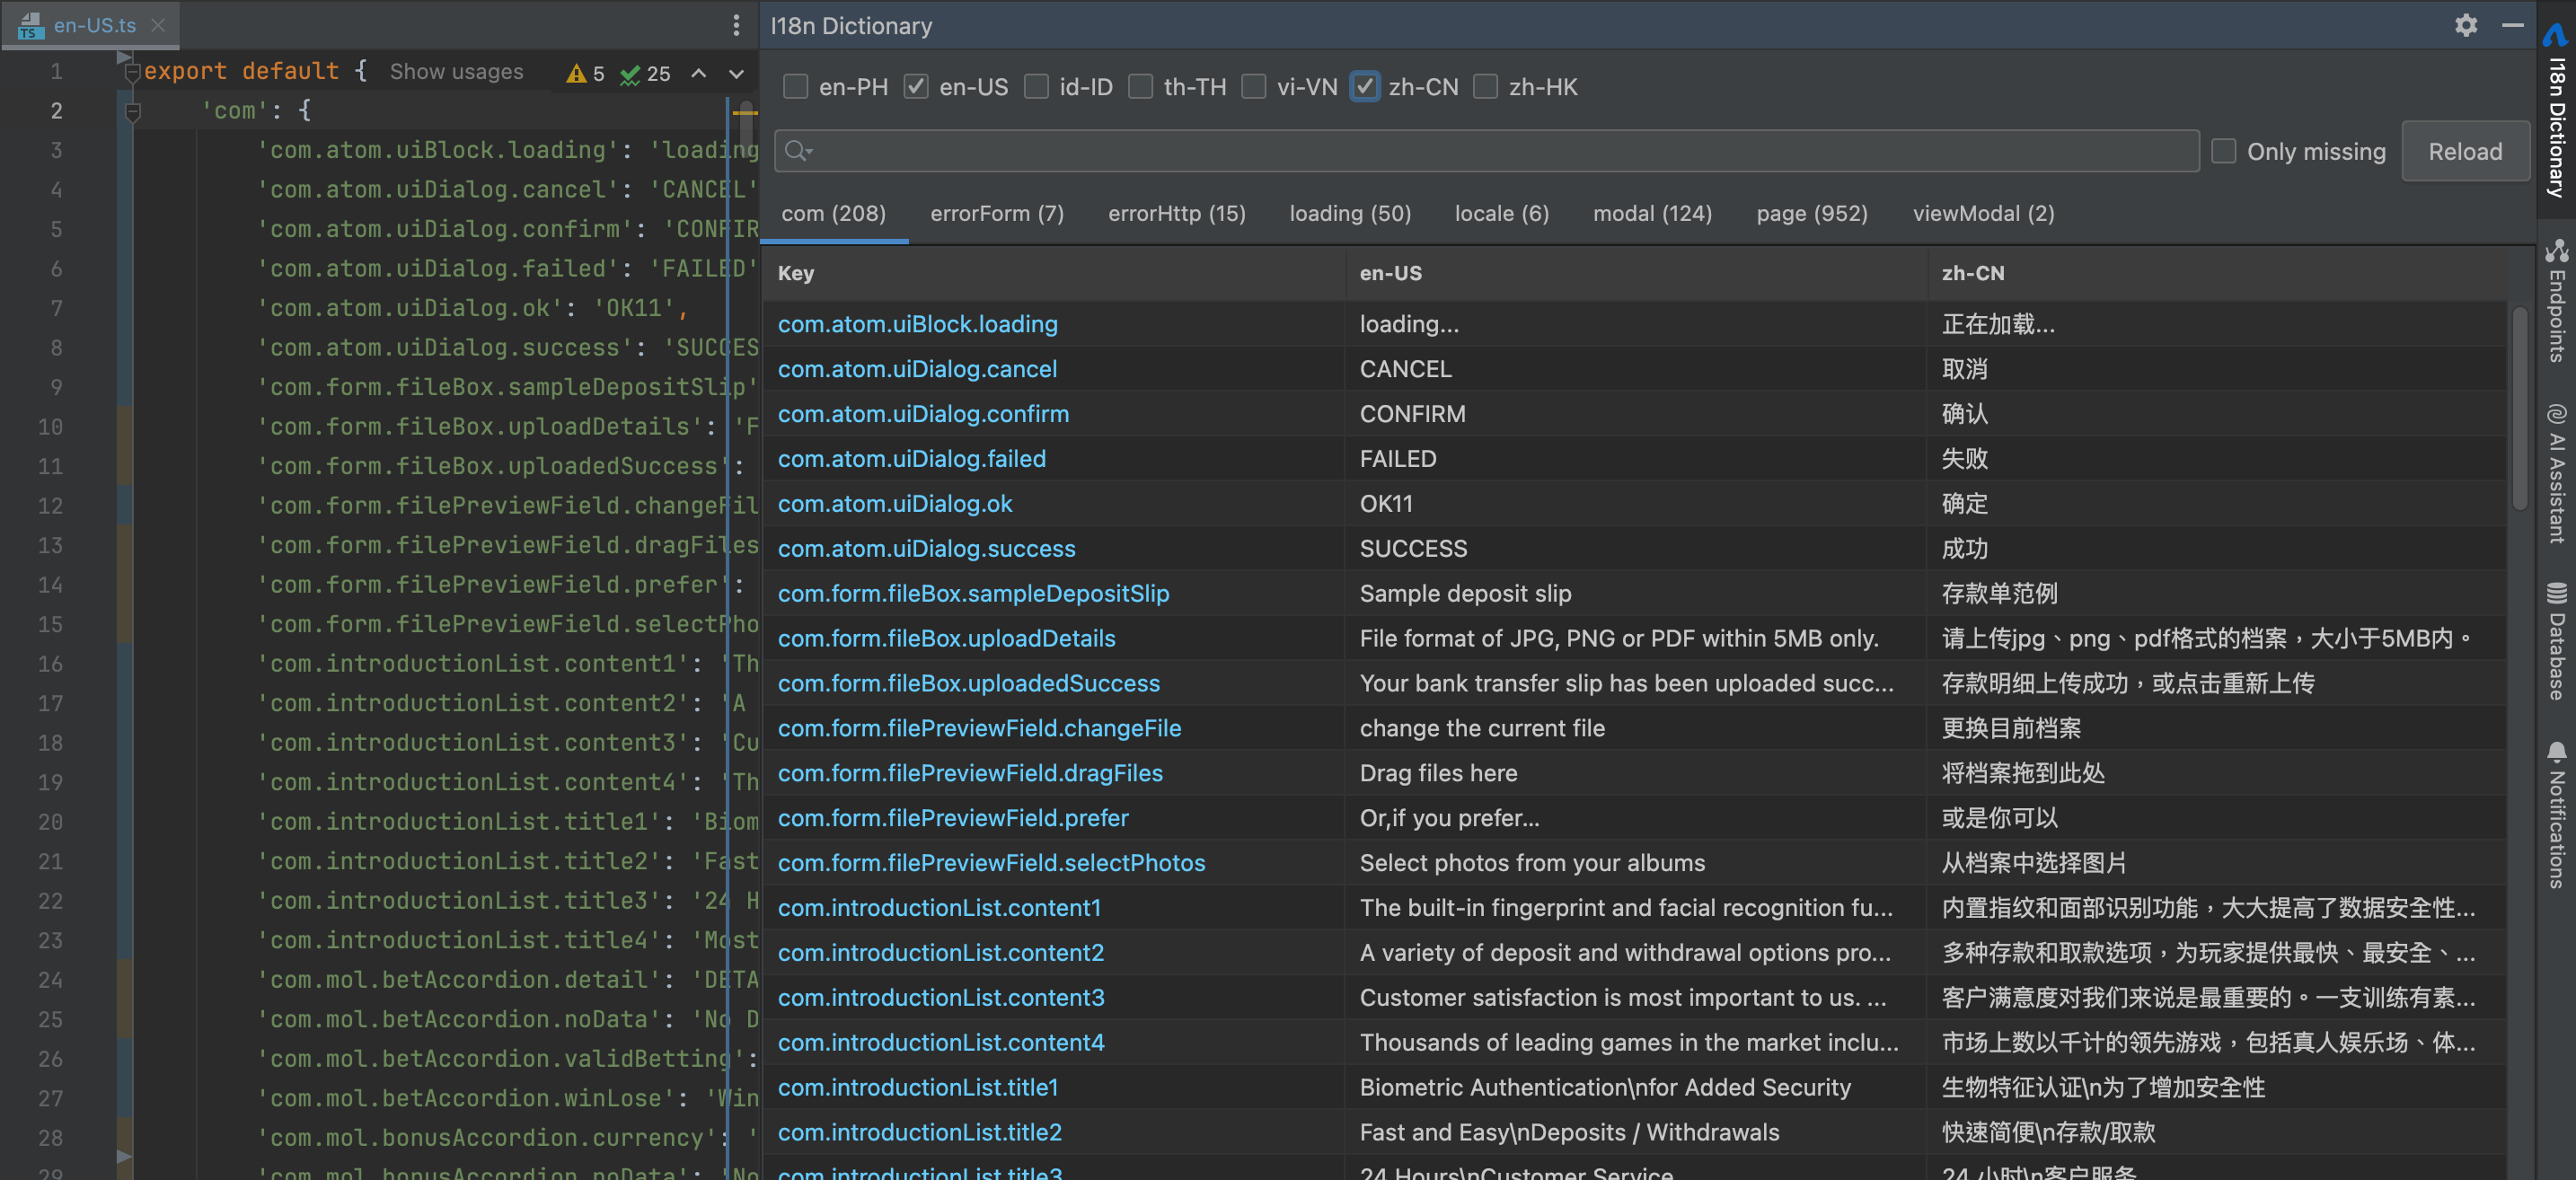 en-US.ts
1 export default { Show usages 5 25
2 'com': {
3 'com.atom.uiBlock.loading': 'loading
4 'com.atom.uiDialog.cancel': 'CANCEL'
5 'com.atom.uiDialog.confirm': 'CONFIR
6 'com.atom.uiDialog.failed': 'FAILED'
7 'com.atom.uiDialog.ok': 'OK11',
8 'com.atom.uiDialog.success': 'SUCCES
9 'com.form.fileBox.sampleDepositSlip'
10 'com.form.fileBox.uploadDetails': 'F
11 'com.form.fileBox.uploadedSuccess':
12 'com.form.filePreviewField.changeFil
13 'com.form.filePreviewField.dragFiles
14 'com.form.filePreviewField.prefer':
15 'com.form.filePreviewField.selectPho
16 'com.introductionList.content1': 'Th
17 'com.introductionList.content2': 'A
18 'com.introductionList.content3': 'Cu
19 'com.introductionList.content4': 'Th
20 'com.introductionList.title1': 'Biom
21 'com.introductionList.title2': 'Fast
22 'com.introductionList.title3': '24 H
23 'com.introductionList.title4': 'Most
24 'com.mol.betAccordion.detail': 'DETA
25 'com.mol.betAccordion.noData': 'No D
26 'com.mol.betAccordion.validBetting':
27 'com.mol.betAccordion.winLose': 'Win
28 'com.mol.bonusAccordion.currency': '
29 'com.mol.bonusAccordion.noData': 'No
I18n Dictionary
en-PH en-US id-ID th-TH vi-VN zh-CN zh-HK
Only missing Reload
com (208) errorForm (7) errorHttp (15) loading (50) locale (6) modal (124) page (952) viewModal (2)
Key en-US zh-CN
com.atom.uiBlock.loading loading... 正在加载...
com.atom.uiDialog.cancel CANCEL 取消
com.atom.uiDialog.confirm CONFIRM 确认
com.atom.uiDialog.failed FAILED 失败
com.atom.uiDialog.ok OK11 确定
com.atom.uiDialog.success SUCCESS 成功
com.form.fileBox.sampleDepositSlip Sample deposit slip 存款单范例
com.form.fileBox.uploadDetails File format of JPG, PNG or PDF within 5MB only. 请上传jpg、png、pdf格式的档案，大小于5MB内。
com.form.fileBox.uploadedSuccess Your bank transfer slip has been uploaded succ... 存款明细上传成功，或点击重新上传
com.form.filePreviewField.changeFile change the current file 更换目前档案
com.form.filePreviewField.dragFiles Drag files here 将档案拖到此处
com.form.filePreviewField.prefer Or,if you prefer... 或是你可以
com.form.filePreviewField.selectPhotos Select photos from your albums 从档案中选择图片
com.introductionList.content1 The built-in fingerprint and facial recognition fu... 内置指纹和面部识别功能，大大提高了数据安全性...
com.introductionList.content2 A variety of deposit and withdrawal options pro... 多种存款和取款选项，为玩家提供最快、最安全、...
com.introductionList.content3 Customer satisfaction is most important to us. ... 客户满意度对我们来说是最重要的。一支训练有素...
com.introductionList.content4 Thousands of leading games in the market inclu... 市场上数以千计的领先游戏，包括真人娱乐场、体...
com.introductionList.title1 Biometric Authentication\nfor Added Security 生物特征认证\n为了增加安全性
com.introductionList.title2 Fast and Easy\nDeposits / Withdrawals 快速简便\n存款/取款
com.introductionList.title3 24 Hours\nCustomer Service 24 小时\n客户服务
I18n Dictionary
Endpoints
AI Assistant
Database
Notifications